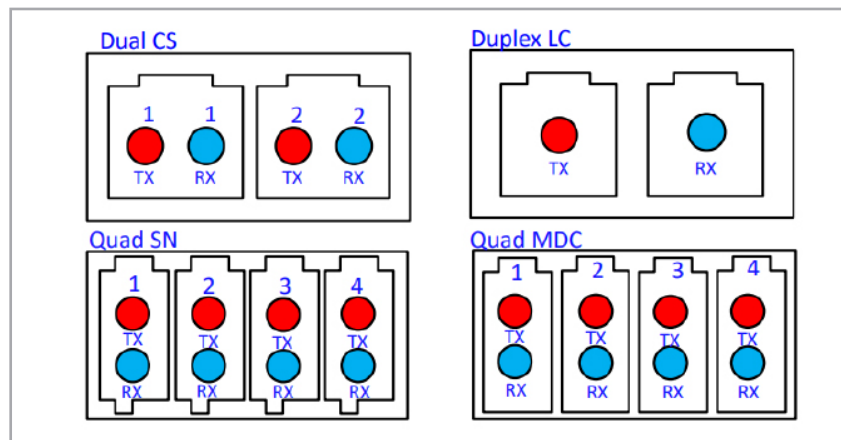 Dual CS
1 1 2 2
TX RX TX RX
Duplex LC
TX RX
Quad SN
1 2 3 4
TX TX TX TX
RX RX RX RX
Quad MDC
1 2 3 4
TX TX TX TX
RX RX RX RX